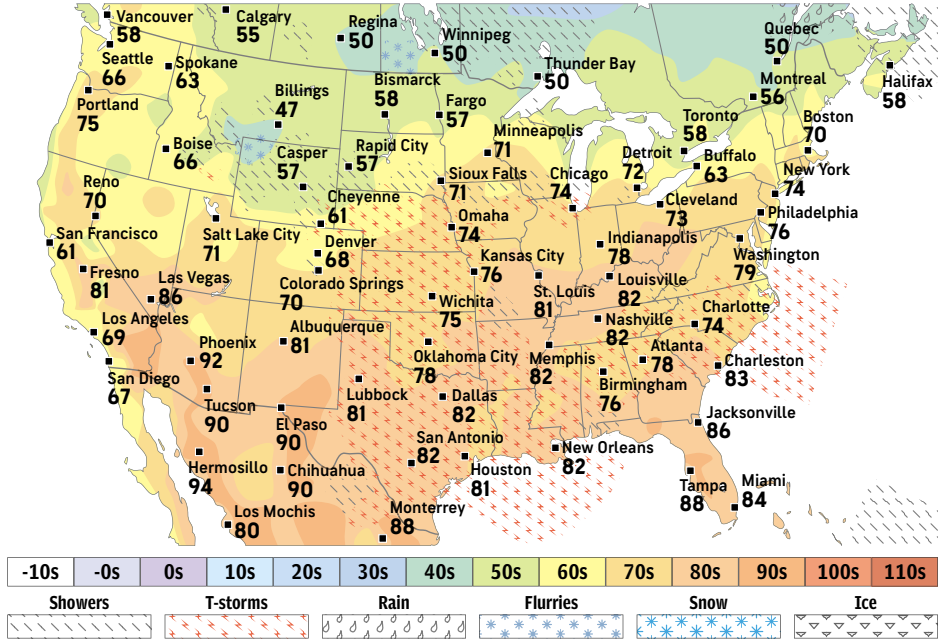 Vancouver
58
Calgary
55
Regina
50
Winnipeg
50
Quebec
50
Seattle
66
Spokane
63
Thunder Bay
50
Montreal
56
Halifax
58
Portland
75
Billings
47
Bismarck
58
Fargo
57
Minneapolis
71
Toronto
58
Boston
70
Boise
66
Casper
57
Rapid City
57
Sioux Falls
71
Chicago
74
Detroit
72
Buffalo
63
New York
74
Reno
70
Cheyenne
61
Omaha
74
Cleveland
73
Philadelphia
76
San Francisco
61
Salt Lake City
71
Denver
68
Kansas City
76
Indianapolis
78
Washington
79
Fresno
81
Las Vegas
86
Colorado Springs
70
Wichita
75
St. Louis
81
Louisville
82
Los Angeles
69
Phoenix
92
Albuquerque
81
Oklahoma City
78
Memphis
82
Nashville
82
Charlotte
74
Atlanta
78
Charleston
83
San Diego
67
Tucson
90
El Paso
90
Lubbock
81
Dallas
82
Birmingham
76
Jacksonville
86
Hermosillo
94
Chihuahua
90
San Antonio
82
Houston
81
New Orleans
82
Tampa
88
Miami
84
Los Mochis
80
Monterrey
88
-10s -0s 0s 10s 20s 30s 40s 50s 60s 70s 80s 90s 100s 110s
Showers T-storms Rain Flurries Snow Ice